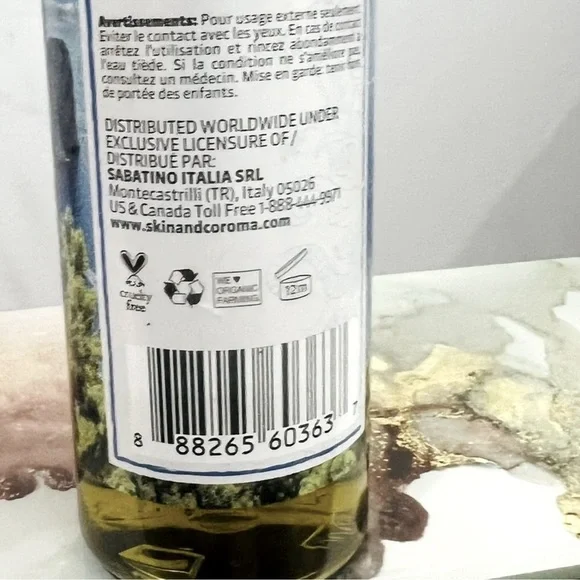 Avertissements: Pour usage externe seulement.
Eviter le contact avec les yeux. En cas de contact
arrêtez l'utilisation et rincez abondamment à
l'eau tiède. Si la condition ne s'améliore pas,
consultez un médecin. Mise en garde: tenir hors
de portée des enfants.
DISTRIBUTED WORLDWIDE UNDER
EXCLUSIVE LICENSURE OF/
DISTRIBUÉ PAR:
SABATINO ITALIA SRL
Montecastrilli (TR), Italy 05026
US & Canada Toll Free 1-888-444-9971
www.skinandcoroma.com
cruelty
free
WE ♥
ORGANIC
FARMING
12m
8 88265 60363 7